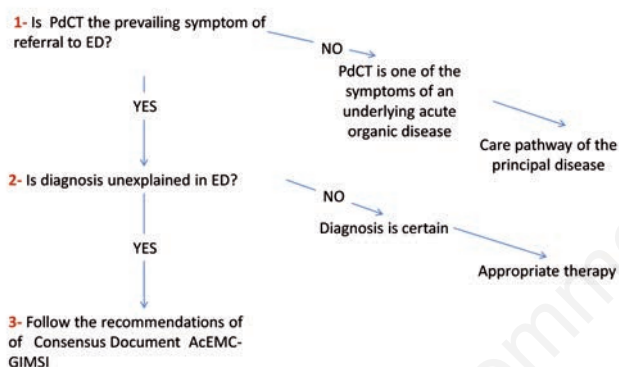 1- Is PdCT the prevailing symptom of
referral to ED?
NO
PdCT is one of the
symptoms of an
underlying acute
organic disease
YES
Care pathway of the
principal disease
2- Is diagnosis unexplained in ED?
NO
Diagnosis is certain
YES
Appropriate therapy
3- Follow the recommendations of
of Consensus Document AcEMC-
GIMSI